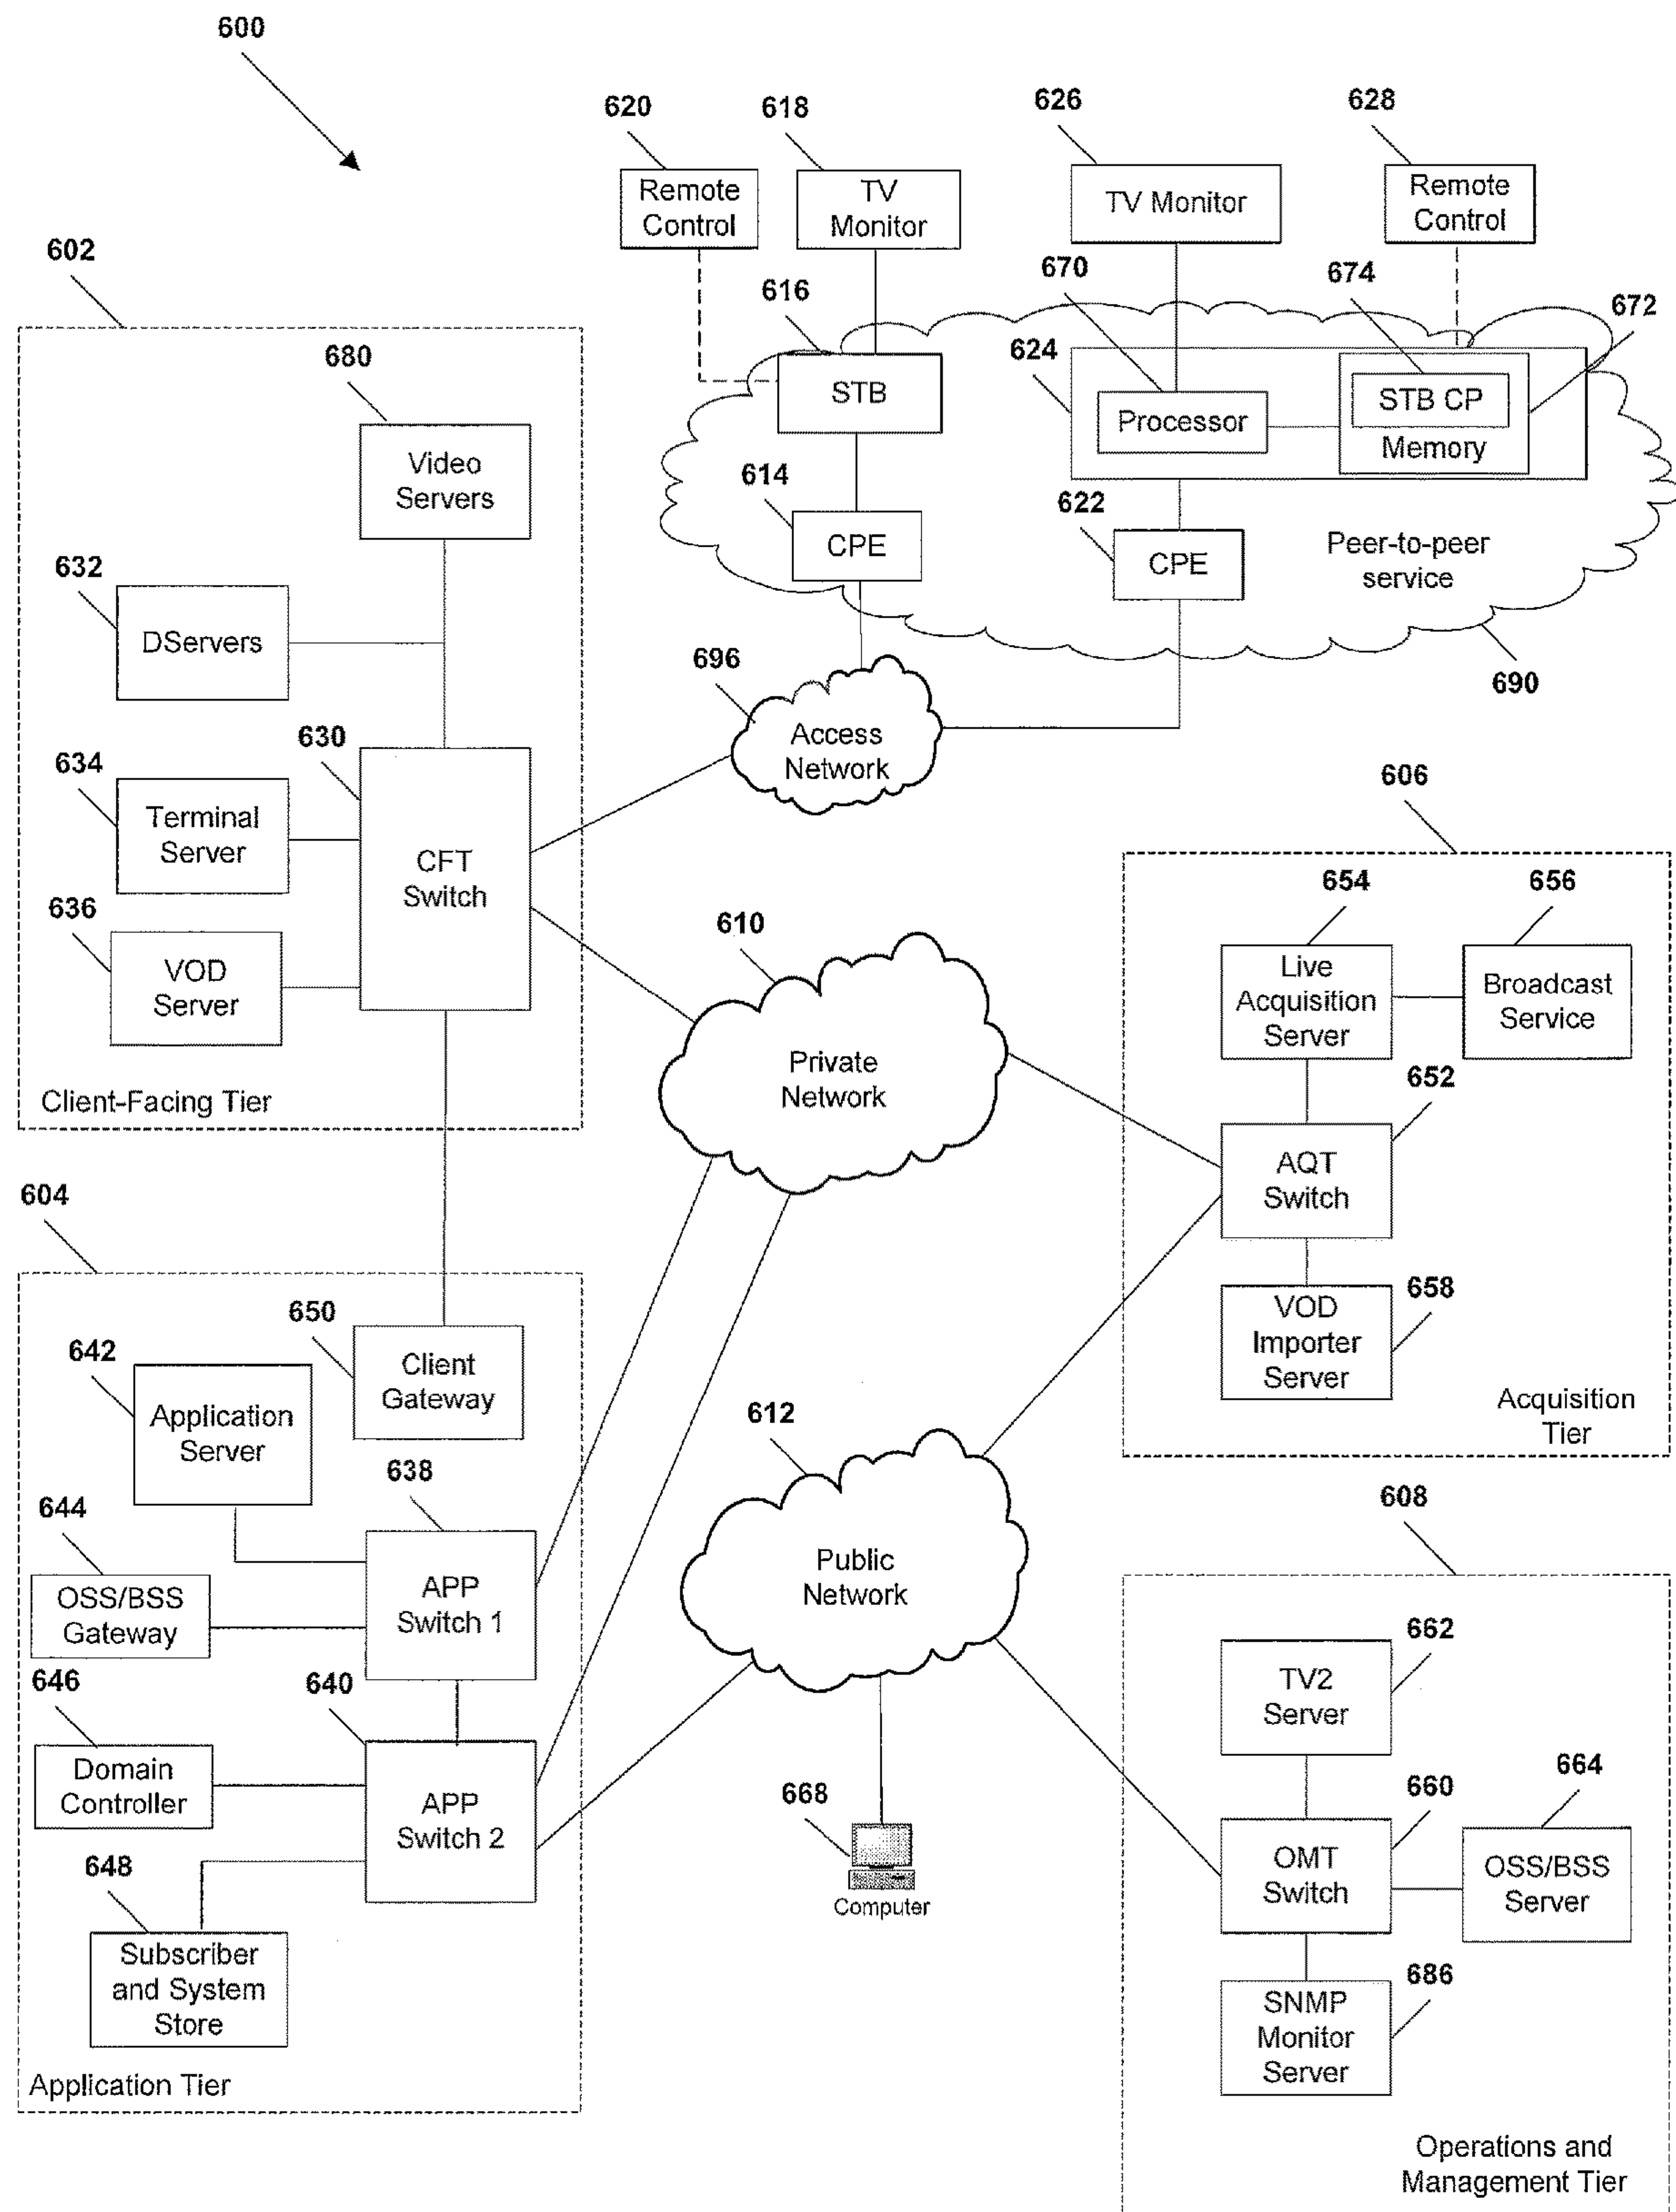 600
620
618
626
628
Remote
Control
TV
Monitor
TV Monitor
Remote
Control
602
616
670
674
672
680
624
STB
Processor
STB CP
Memory
Video
Servers
614
622
CPE
CPE
Peer-to-peer
service
632
DServers
696
690
630
Access
Network
634
Terminal
Server
CFT
Switch
606
636
VOD
Server
610
654
656
Live
Acquisition
Server
Broadcast
Service
Private
Network
652
Client-Facing Tier
AQT
Switch
604
650
658
642
Client
Gateway
VOD
Importer
Server
Application
Server
612
Acquisition
Tier
638
644
608
OSS/BSS
Gateway
APP
Switch 1
Public
Network
662
646
640
TV2
Server
Domain
Controller
APP
Switch 2
668
660
664
648
OMT
Switch
OSS/BSS
Server
Computer
Subscriber
and System
Store
686
SNMP
Monitor
Server
Application Tier
Operations and
Management Tier